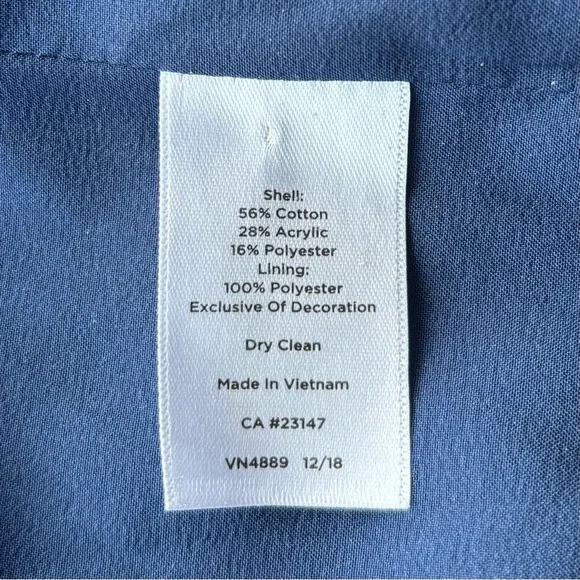 Shell:
56% Cotton
28% Acrylic
16% Polyester
Lining:
100% Polyester
Exclusive Of Decoration
Dry Clean
Made In Vietnam
CA #23147
VN4889 12/18